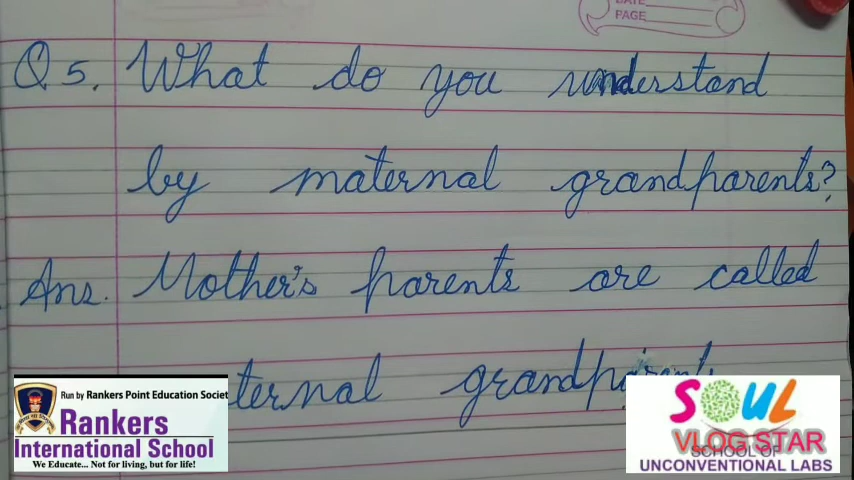 DATE
PAGE
Q5. What do you understand
by maternal grandparents?
Ans. Mother's parents are called
ternal grandparents
Run by Rankers Point Education Societ
Rankers
International School
We Educate... Not for living, but for life!
SOUL
VLOG STAR
SCHOOL OF
UNCONVENTIONAL LABS